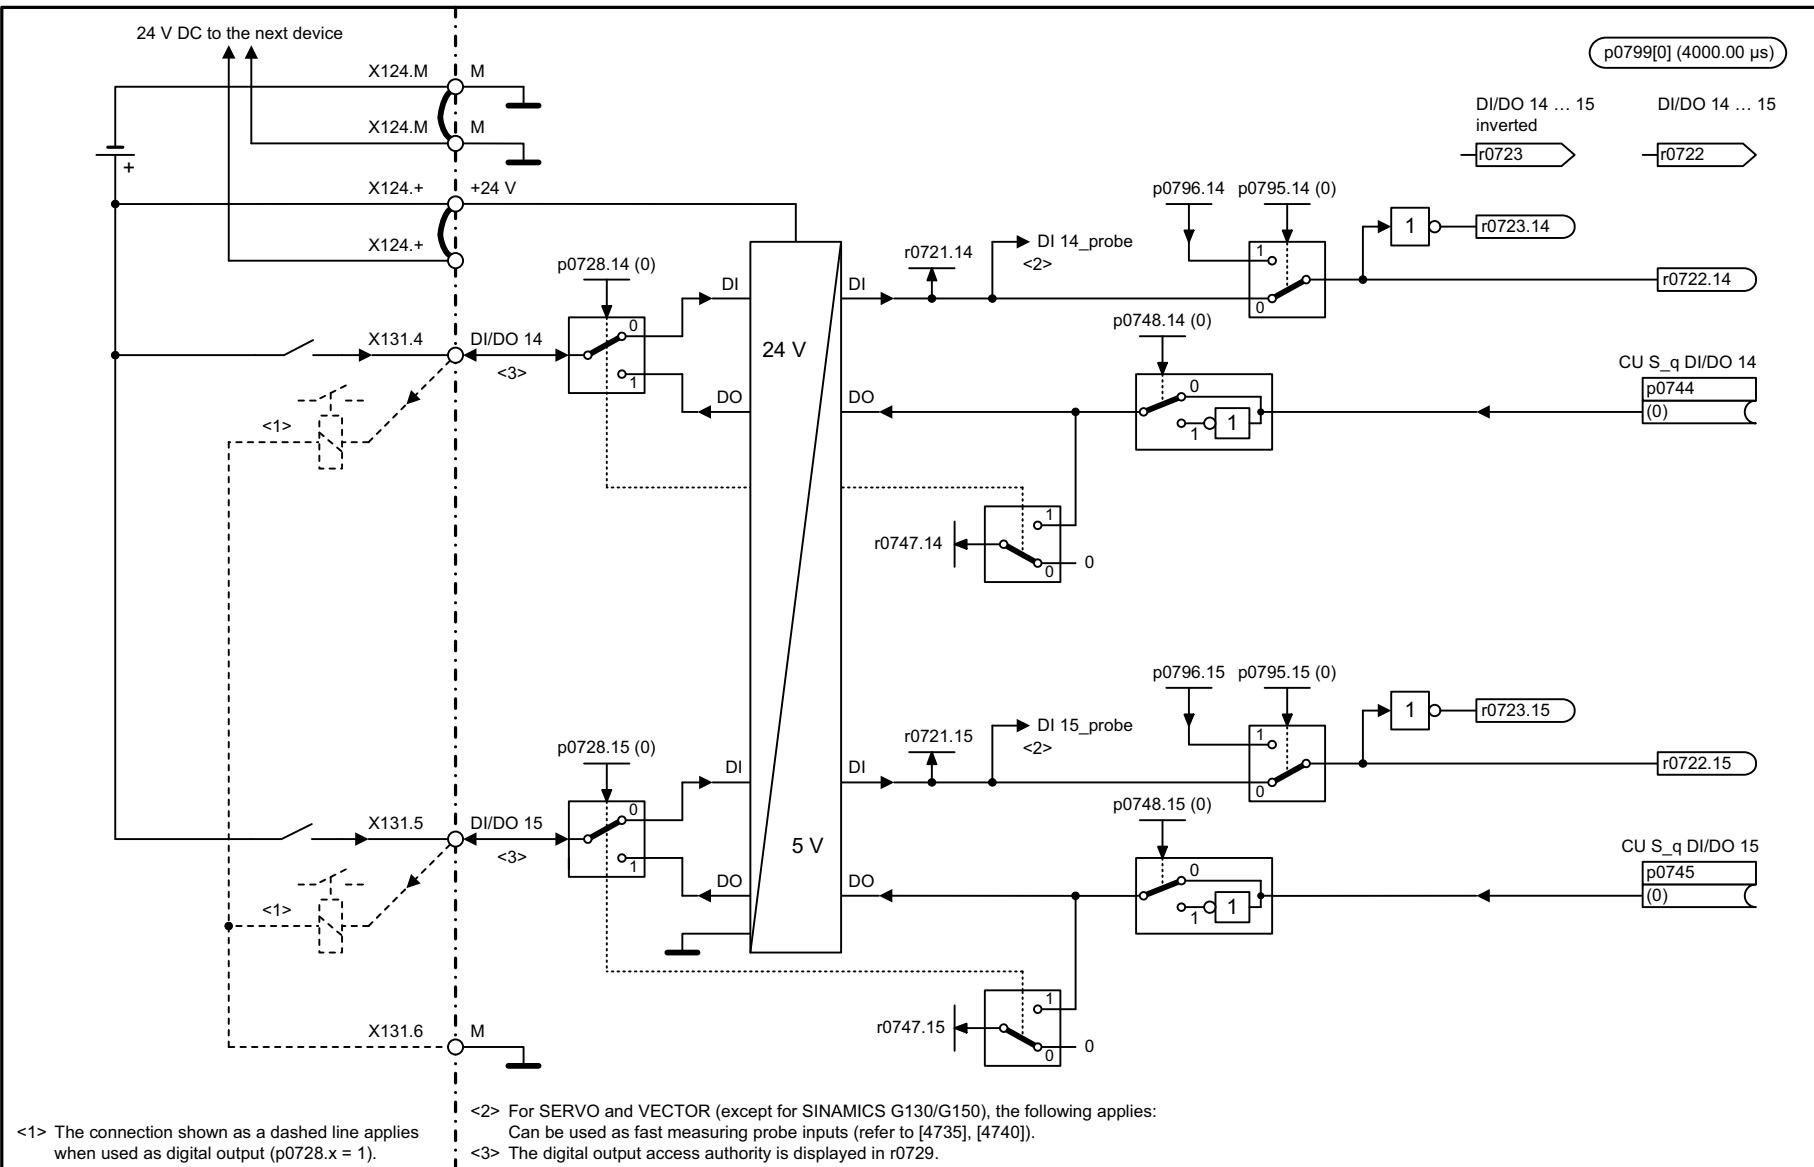 24 V DC to the next device
p0799[0] (4000.00 µs)
X124.M M
DI/DO 14 … 15 inverted
DI/DO 14 … 15
X124.M M
r0723
r0722
+
X124.+ +24 V
p0796.14 p0795.14 (0)
X124.+
1 r0723.14
DI 14_probe
<2>
r0721.14
1
p0728.14 (0)
r0722.14
DI DI
0
0
p0748.14 (0)
X131.4 DI/DO 14
<3>
24 V
1
CU S_q DI/DO 14
p0744
(0)
0
1 1
DO DO
<1>
1
r0747.14
0 0
p0796.15 p0795.15 (0)
1 r0723.15
DI 15_probe
<2>
r0721.15
1
p0728.15 (0)
r0722.15
DI DI
0
0
p0748.15 (0)
X131.5 DI/DO 15
<3>
5 V
1
CU S_q DI/DO 15
p0745
(0)
0
1 1
DO DO
<1>
1
r0747.15
0 0
X131.6 M
<1> The connection shown as a dashed line applies
when used as digital output (p0728.x = 1).
<2> For SERVO and VECTOR (except for SINAMICS G130/G150), the following applies:
Can be used as fast measuring probe inputs (refer to [4735], [4740]).
<3> The digital output access authority is displayed in r0729.